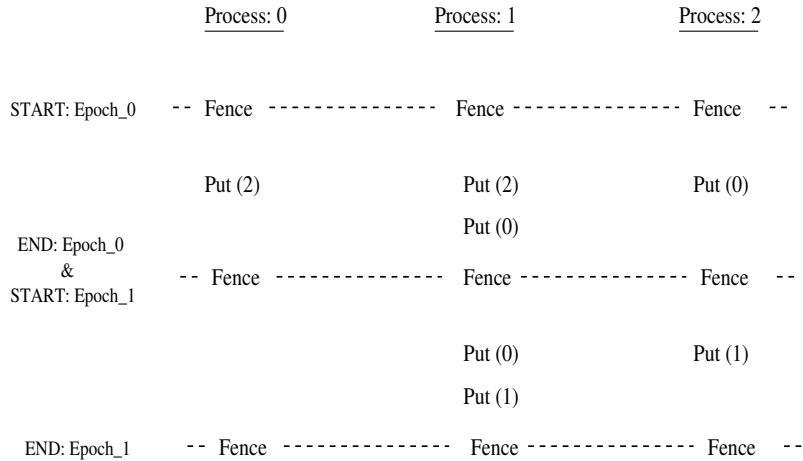 Process: 0 Process: 1 Process: 2
START: Epoch_0 -- Fence --------------- Fence --------------- Fence --
Put (2) Put (2) Put (0)
Put (0)
END: Epoch_0
&
START: Epoch_1
-- Fence --------------- Fence --------------- Fence --
Put (0) Put (1)
Put (1)
END: Epoch_1 -- Fence --------------- Fence --------------- Fence --